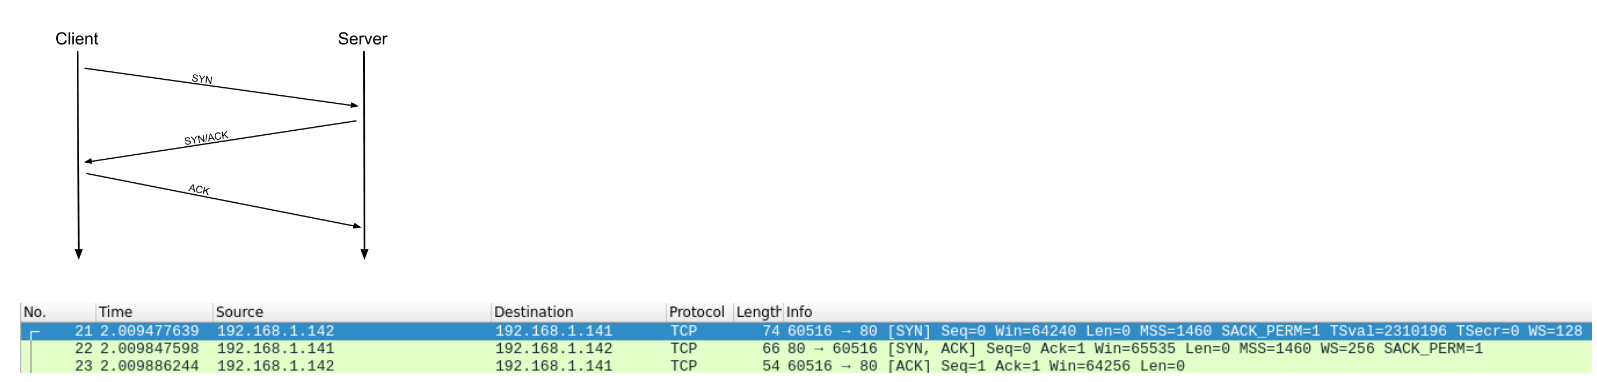 Client Server
SYN
SYN/ACK
ACK
No. Time Source Destination Protocol Length Info
21 2.009477639 192.168.1.142 192.168.1.141 TCP 74 60516 → 80 [SYN] Seq=0 Win=64240 Len=0 MSS=1460 SACK_PERM=1 TSval=2310196 TSecr=0 WS=128
22 2.009847598 192.168.1.141 192.168.1.142 TCP 66 80 → 60516 [SYN, ACK] Seq=0 Ack=1 Win=65535 Len=0 MSS=1460 WS=256 SACK_PERM=1
23 2.009886244 192.168.1.142 192.168.1.141 TCP 54 60516 → 80 [ACK] Seq=1 Ack=1 Win=64256 Len=0